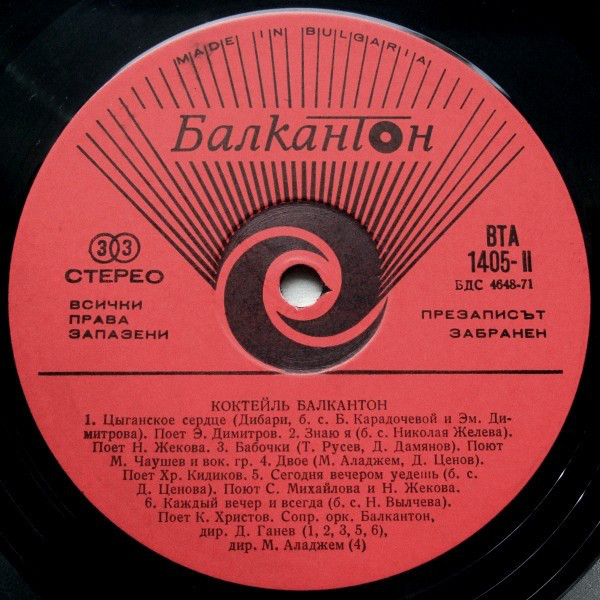 MADE IN BULGARIA
Балкантон
33
СТЕРЕО
ВСИЧКИ
ПРАВА
ЗАПАЗЕНИ
ВТА
1405-II
БДС 4648-71
ПРЕЗАПИСЪТ
ЗАБРАНЕН
КОКТЕЙЛЬ БАЛКАНТОН
1. Цыганское сердце (Дибари, б. с. Б. Карадочевой и Эм. Ди-
митрова). Поет Э. Димитров. 2. Знаю я (б. с. Николая Желева).
Поет Н. Жекова. 3. Бабочки (Т. Русев, Д. Дамянов). Поют
М. Чаушев и вок. гр. 4. Двое (М. Аладжем, Д. Ценов).
Поет Хр. Кидиков. 5. Сегодня вечером уедешь (б. с.
Д. Ценова). Поют С. Михайлова и Н. Жекова.
6. Каждый вечер и всегда (б. с. Н. Вылчева).
Поет К. Христов. Сопр. орк. Балкантон,
дир. Д. Ганев (1, 2, 3, 5, 6),
дир. М. Аладжем (4)